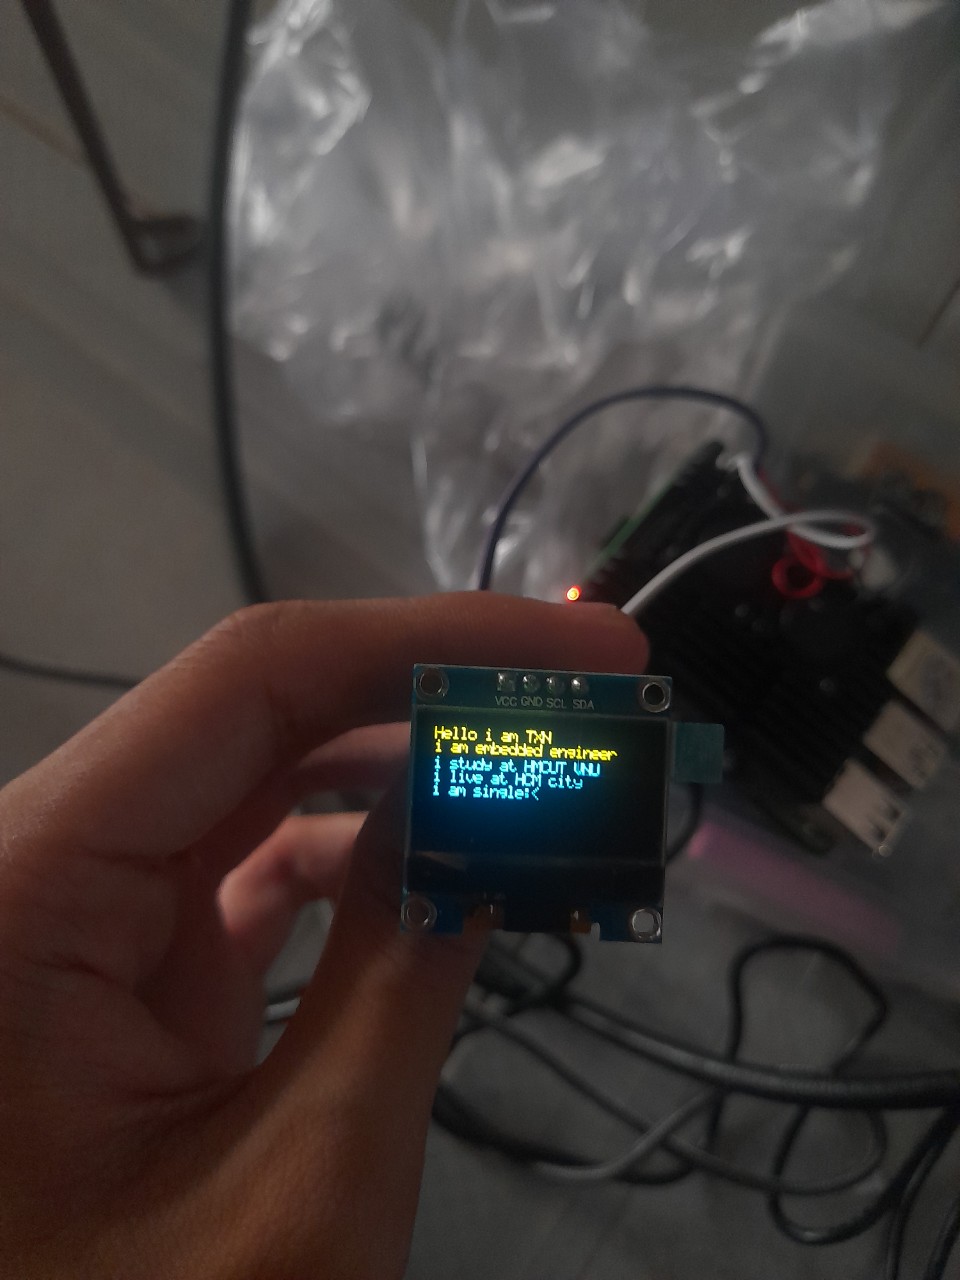 VCC GND SCL SDA
Hello i am TXN
i am embedded engineer
i study at HMCUT VNU
i live at HCM city
i am single:<